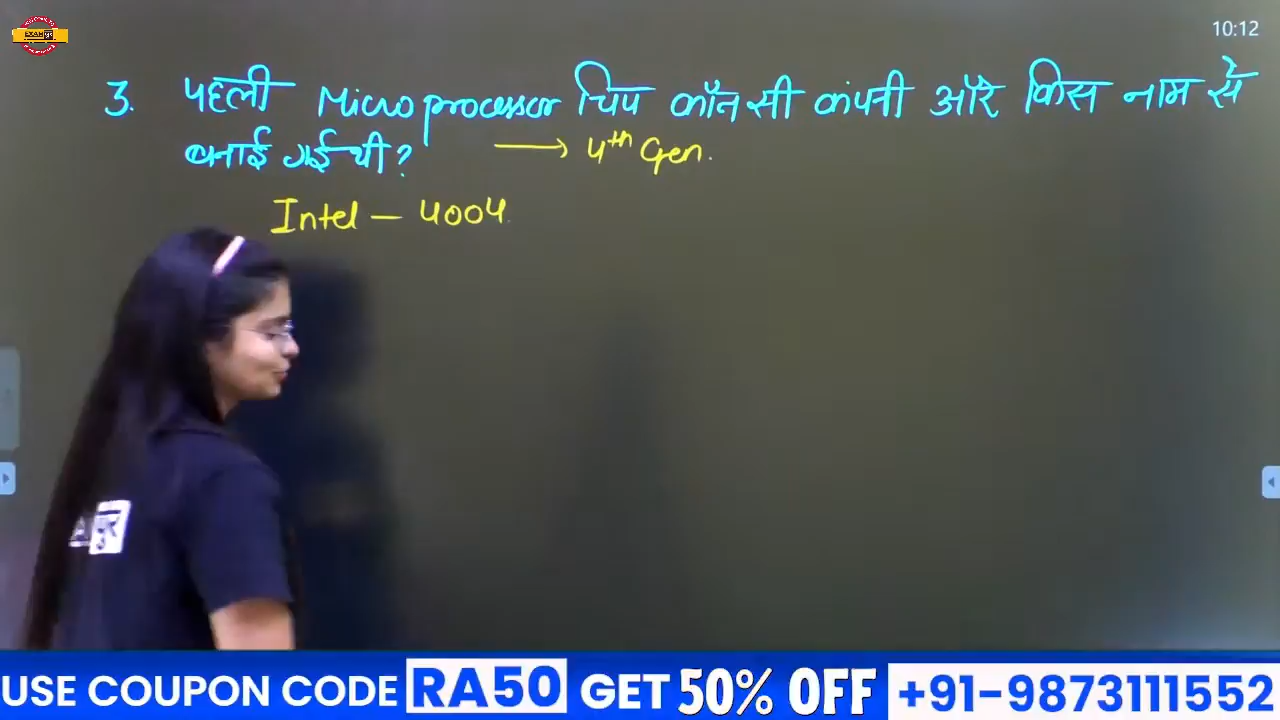 10:12
3. पहली Microprocessor चिप कौनसी कंपनी और किस नाम से
बनाई गई थी? → 4th Gen.
Intel - 4004
USE COUPON CODE RA50 GET 50% OFF +91-9873111552